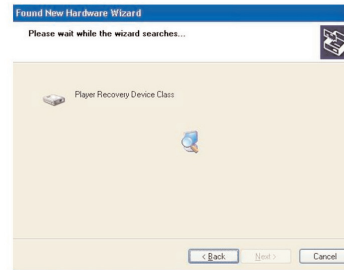 Found New Hardware Wizard
Please wait while the wizard searches...
Player Recovery Device Class
< Back
Next >
Cancel